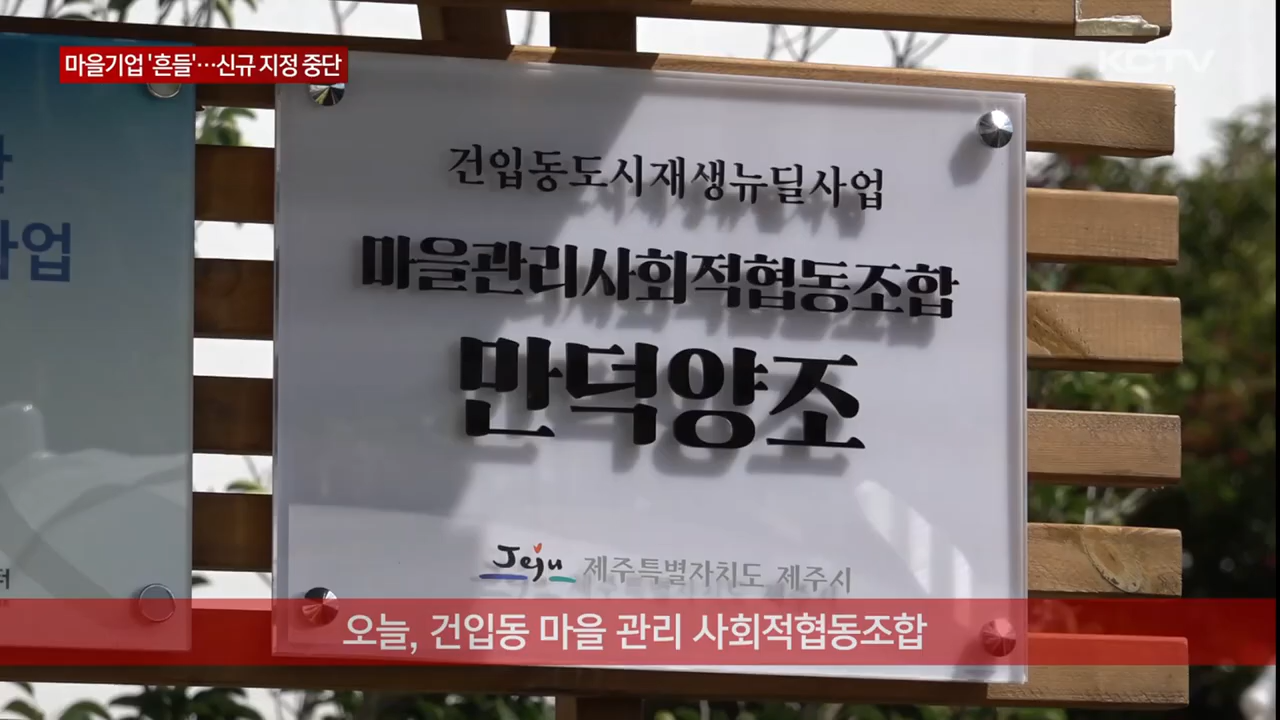 마을기업 '흔들'…신규 지정 중단
KCTV
건입동도시재생뉴딜사업
마을관리사회적협동조합
만덕양조
Jeju 제주특별자치도 제주시
업
오늘, 건입동 마을 관리 사회적협동조합